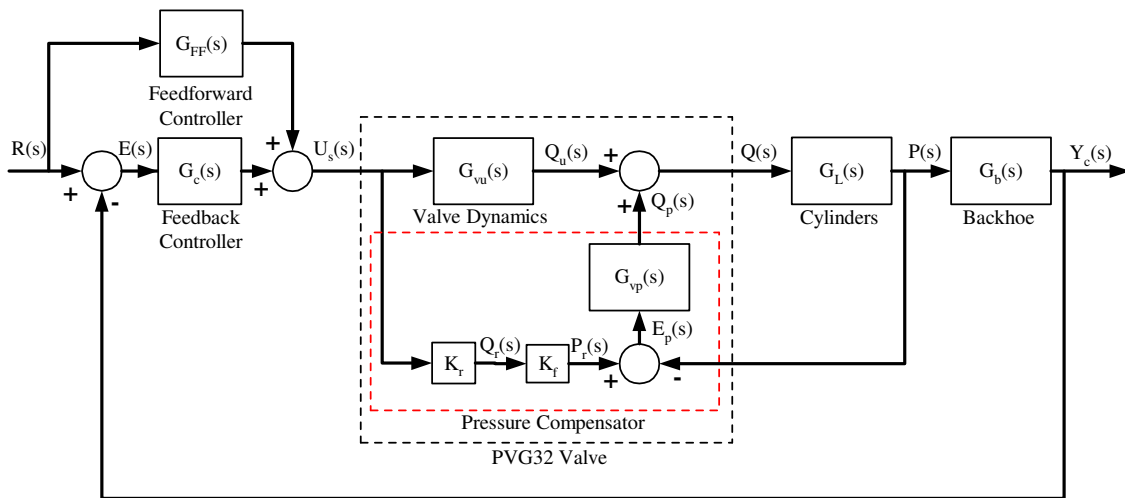 G_FF(s)
Feedforward
Controller
R(s)
E(s)
G_c(s)
Feedback
Controller
U_s(s)
G_vu(s)
Valve Dynamics
Q_u(s)
Q_p(s)
Q(s)
G_L(s)
Cylinders
P(s)
G_b(s)
Backhoe
Y_c(s)
G_vp(s)
E_p(s)
K_r
Q_r(s)
K_f
P_r(s)
Pressure Compensator
PVG32 Valve
+
-
+
+
+
+
+
-